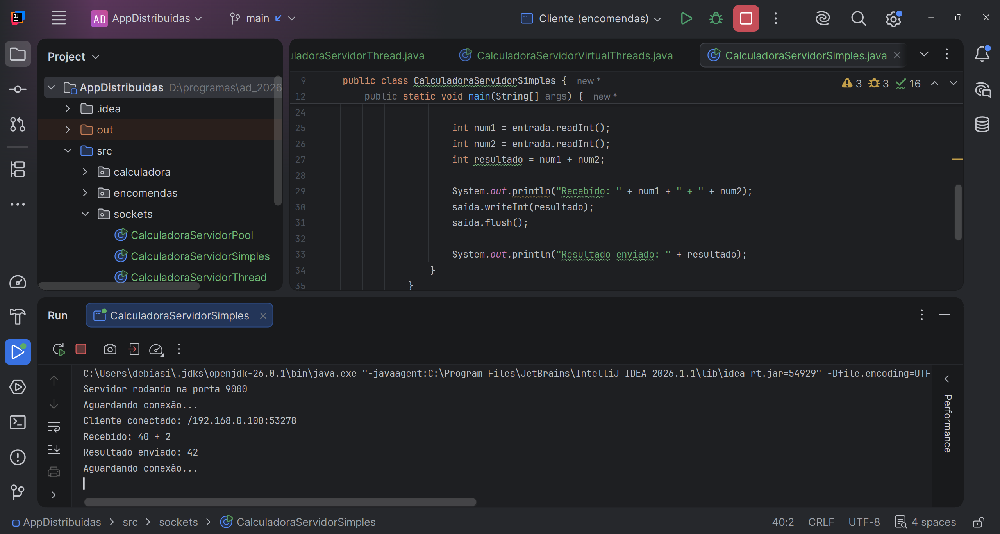 AD AppDistribuidas
main
Cliente (encomendas)
Project
AppDistribuidas D:\programas\ad_2026
.idea
out
src
calculadora
encomendas
sockets
CalculadoraServidorPool
CalculadoraServidorSimples
CalculadoraServidorThread
uladoraServidorThread.java
CalculadoraServidorVirtualThreads.java
CalculadoraServidorSimples.java
3 3 16
9 public class CalculadoraServidorSimples { new *
12 public static void main(String[] args) { new *
24
25 int num1 = entrada.readInt();
26 int num2 = entrada.readInt();
27 int resultado = num1 + num2;
28
29 System.out.println("Recebido: " + num1 + " + " + num2);
30 saida.writeInt(resultado);
31 saida.flush();
32
33 System.out.println("Resultado enviado: " + resultado);
34 }
35 }
Run CalculadoraServidorSimples
C:\Users\debiasi\.jdks\openjdk-26.0.1\bin\java.exe "-javaagent:C:\Program Files\JetBrains\IntelliJ IDEA 2026.1.1\lib\idea_rt.jar=54929" -Dfile.encoding=UTF
Servidor rodando na porta 9000
Aguardando conexão...
Cliente conectado: /192.168.0.100:53278
Recebido: 40 + 2
Resultado enviado: 42
Aguardando conexão...
Performance
AppDistribuidas > src > sockets > CalculadoraServidorSimples
40:2 CRLF UTF-8 4 spaces